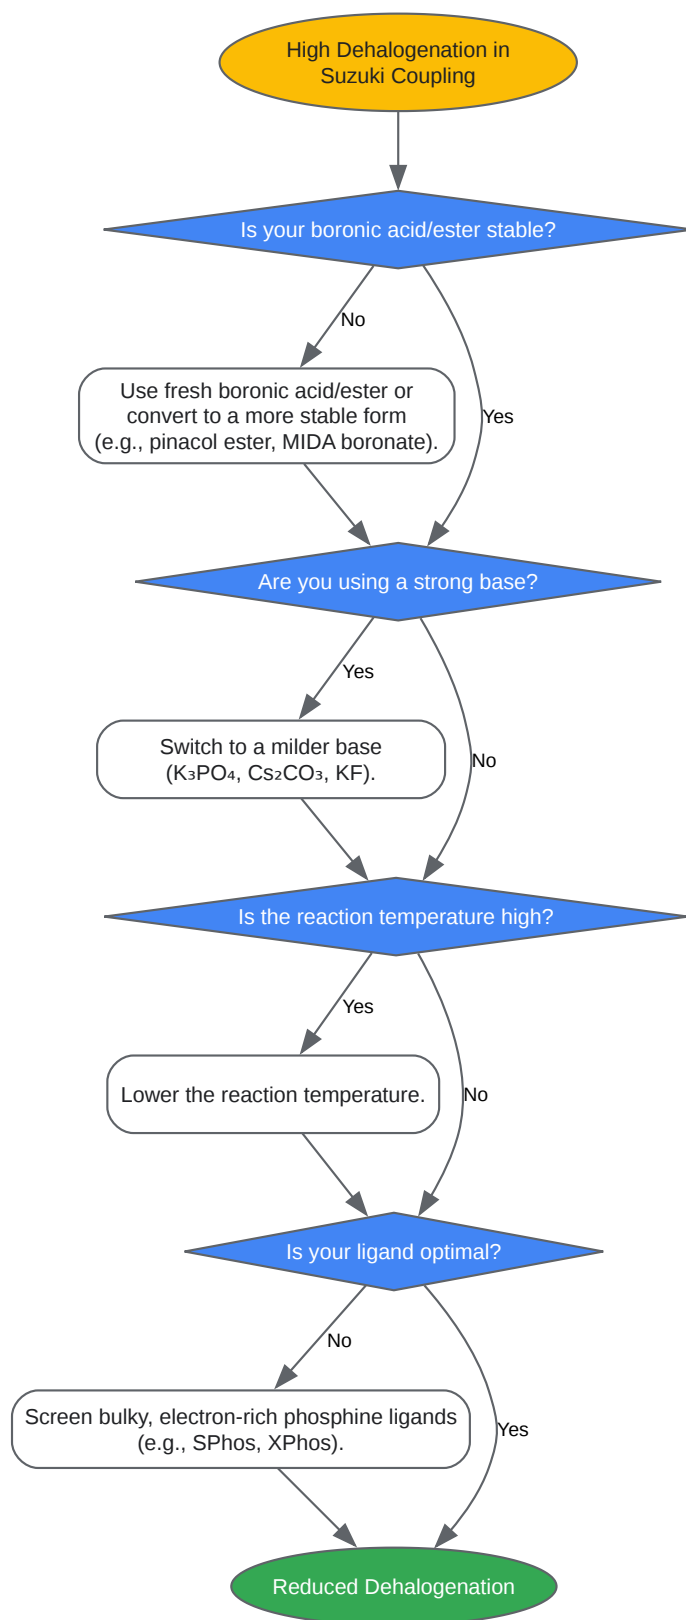 High Dehalogenation in
Suzuki Coupling
Is your boronic acid/ester stable?
No
Use fresh boronic acid/ester or
convert to a more stable form
(e.g., pinacol ester, MIDA boronate).
Yes
Are you using a strong base?
Yes
Switch to a milder base
(K₃PO₄, Cs₂CO₃, KF).
No
Is the reaction temperature high?
Yes
Lower the reaction temperature.
No
Is your ligand optimal?
No
Screen bulky, electron-rich phosphine ligands
(e.g., SPhos, XPhos).
Yes
Reduced Dehalogenation